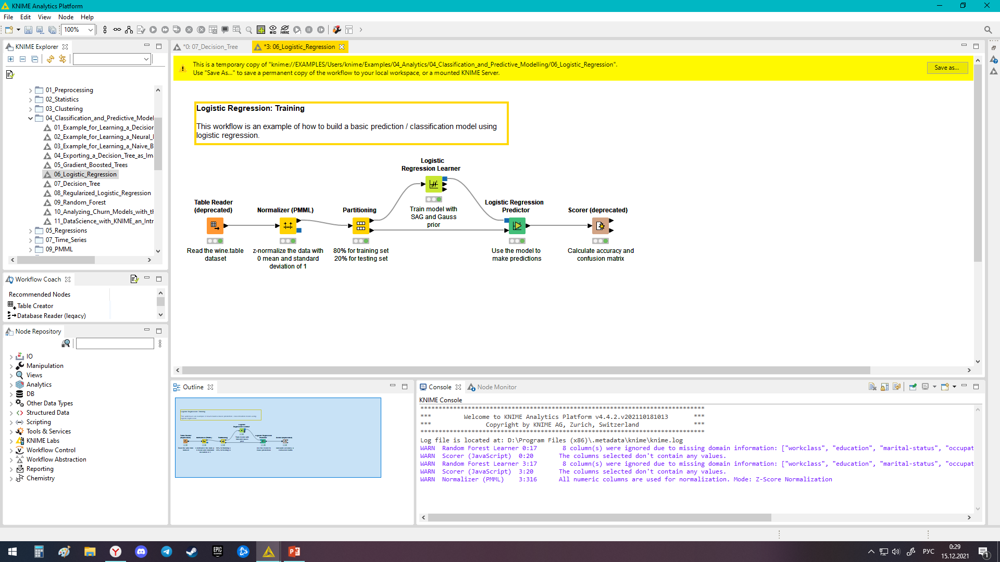 KNIME Analytics Platform
File Edit View Node Help
100%
#ID
NAME
KNIME Explorer
01_Preprocessing
02_Statistics
03_Clustering
04_Classification_and_Predictive_Model
01_Example_for_Learning_a_Decision
02_Example_for_Learning_a_Neural_
03_Example_for_Learning_a_Naive_B
04_Exporting_a_Decision_Tree_as_Im
05_Gradient_Boosted_Trees
06_Logistic_Regression
07_Decision_Tree
08_Regularized_Logistic_Regression
09_Random_Forest
10_Analyzing_Churn_Models_with_th
11_DataScience_with_KNIME_an_Intr
05_Regressions
07_Time_Series
09_PMML
Workflow Coach
Recommended Nodes
Table Creator
Database Reader (legacy)
Node Repository
IO
Manipulation
Views
Analytics
DB
Other Data Types
Structured Data
Scripting
Tools & Services
KNIME Labs
Workflow Control
Workflow Abstraction
Reporting
Chemistry
*0: 07_Decision_Tree
*3: 06_Logistic_Regression
This is a temporary copy of "knime://EXAMPLES/Users/knime/Examples/04_Analytics/04_Classification_and_Predictive_Modelling/06_Logistic_Regression".
Use "Save As..." to save a permanent copy of the workflow to your local workspace, or a mounted KNIME Server.
Save as...
Logistic Regression: Training
This workflow is an example of how to build a basic prediction / classification model using
logistic regression.
Table Reader
(deprecated)
Read the wine.table
dataset
Normalizer (PMML)
z-normalize the data with
0 mean and standard
deviation of 1
Partitioning
80% for training set
20% for testing set
Logistic
Regression Learner
Train model with
SAG and Gauss
prior
Logistic Regression
Predictor
Use the model to
make predictions
Scorer (deprecated)
Calculate accuracy and
confusion matrix
Outline
Console
Node Monitor
KNIME Console
******************************************************************************
*** Welcome to KNIME Analytics Platform v4.4.2.v202110181013 ***
*** Copyright by KNIME AG, Zurich, Switzerland ***
******************************************************************************
Log file is located at: D:\Program Files (x86)\.metadata\knime\knime.log
WARN Random Forest Learner 0:17 8 column(s) were ignored due to missing domain information: ["workclass", "education", "marital-status", "occupat
WARN Scorer (JavaScript) 0:20 The columns selected don't contain any values.
WARN Random Forest Learner 3:17 8 column(s) were ignored due to missing domain information: ["workclass", "education", "marital-status", "occupat
WARN Scorer (JavaScript) 3:20 The columns selected don't contain any values.
WARN Normalizer (PMML) 3:316 All numeric columns are used for normalization. Mode: Z-Score Normalization
EPIC
GAMES
РУС
0:29
15.12.2021
1